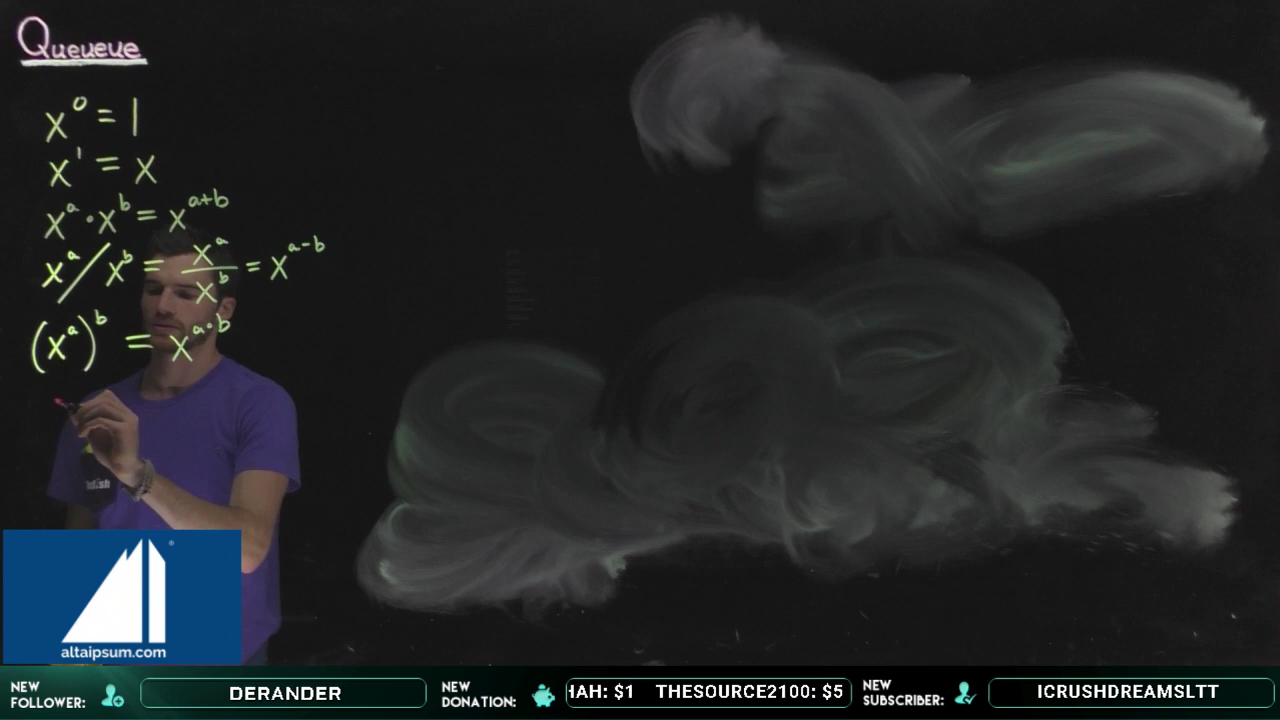 Queueue
x⁰ = 1
x¹ = x
xᵃ · xᵇ = xᵃ⁺ᵇ
xᵃ / xᵇ = xᵃ/xᵇ = xᵃ⁻ᵇ
(xᵃ)ᵇ = xᵃ·ᵇ
altaipsum.com
NEW FOLLOWER: DERANDER
NEW DONATION: IAH: $1 THESOURCE2100: $5
NEW SUBSCRIBER: ICRUSHDREAMSLTT